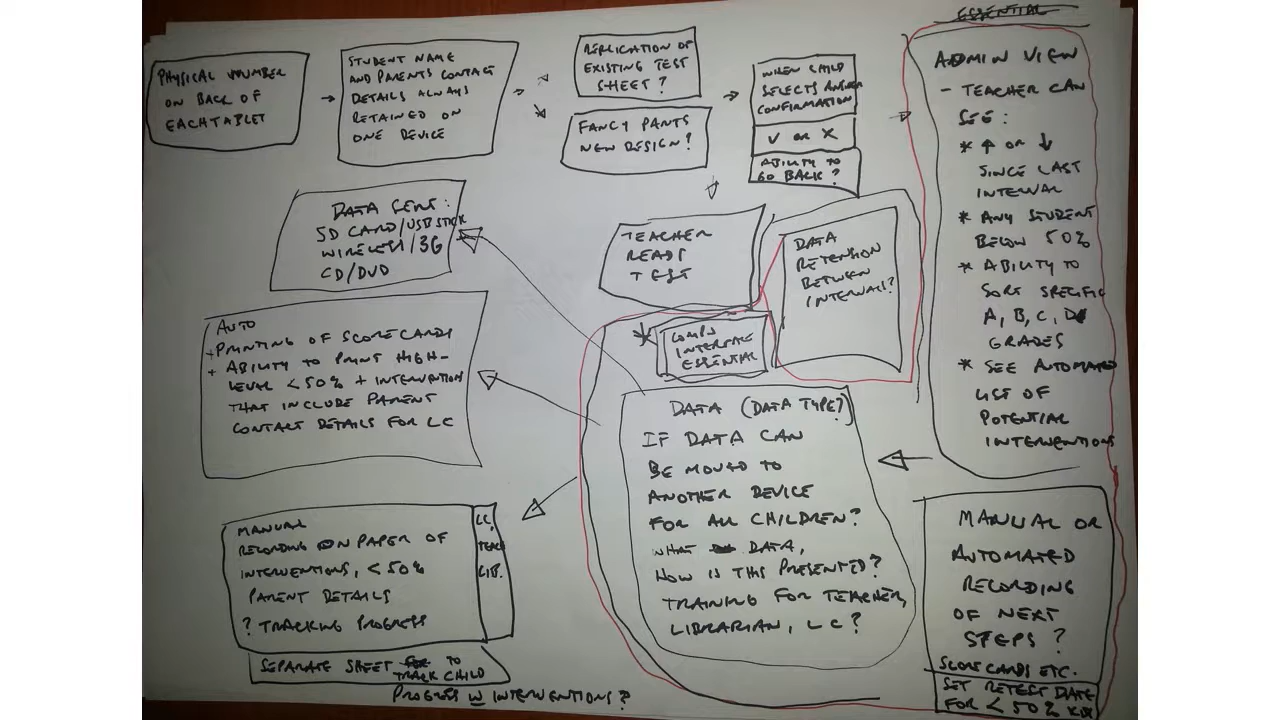 PHYSICAL NUMBER
ON BACK OF
EACH TABLET
STUDENT NAME
AND PARENTS CONTACT
DETAILS ALWAYS
RETAINED ON
ONE DEVICE
REPLICATION OF
EXISTING TEST
SHEET?
FANCY PANTS
NEW DESIGN?
WHEN CHILD
SELECTS ANSWER
CONFIRMATION
V OR X
ABILITY TO
GO BACK?
ESSENTIAL
ADMIN VIEW
- TEACHER CAN
SEE:
* ↑ OR ↓
SINCE LAST
INTERVAL
* ANY STUDENT
BELOW 50%
* ABILITY TO
SORT SPECIFIC
A, B, C, D
GRADES
* SEE AUTOMATED
LIST OF
POTENTIAL
INTERVENTIONS
DATA SENT:
SD CARD/USB STICK
WIRELESS/3G
CD/DVD
TEACHER
READS
TEST
DATA
RETENSION
BETWEEN
INTERVALS?
* COMPS
INTERFACE
ESSENTIAL
AUTO
+ PRINTING OF SCORECARDS
+ ABILITY TO PRINT HIGH-
LEVEL < 50% + INTERVENTION
THAT INCLUDE PARENT
CONTACT DETAILS FOR LC
DATA (DATA TYPE?)
IF DATA CAN
BE MOVED TO
ANOTHER DEVICE
FOR ALL CHILDREN?
WHAT DATA,
HOW IS THIS PRESENTED?
TRAINING FOR TEACHER,
LIBRARIAN, LC?
MANUAL
RECORDING ON PAPER OF
INTERVENTIONS, < 50%
PARENT DETAILS
? TRACKING PROGRESS
LC,
TEAC
LIB.
SEPARATE SHEET TO
TRACK CHILD
PROGRESS W INTERVENTIONS?
MANUAL OR
AUTOMATED
RECORDING
OF NEXT
STEPS?
SCORECARDS ETC.
SET RETEST DATE
FOR < 50%